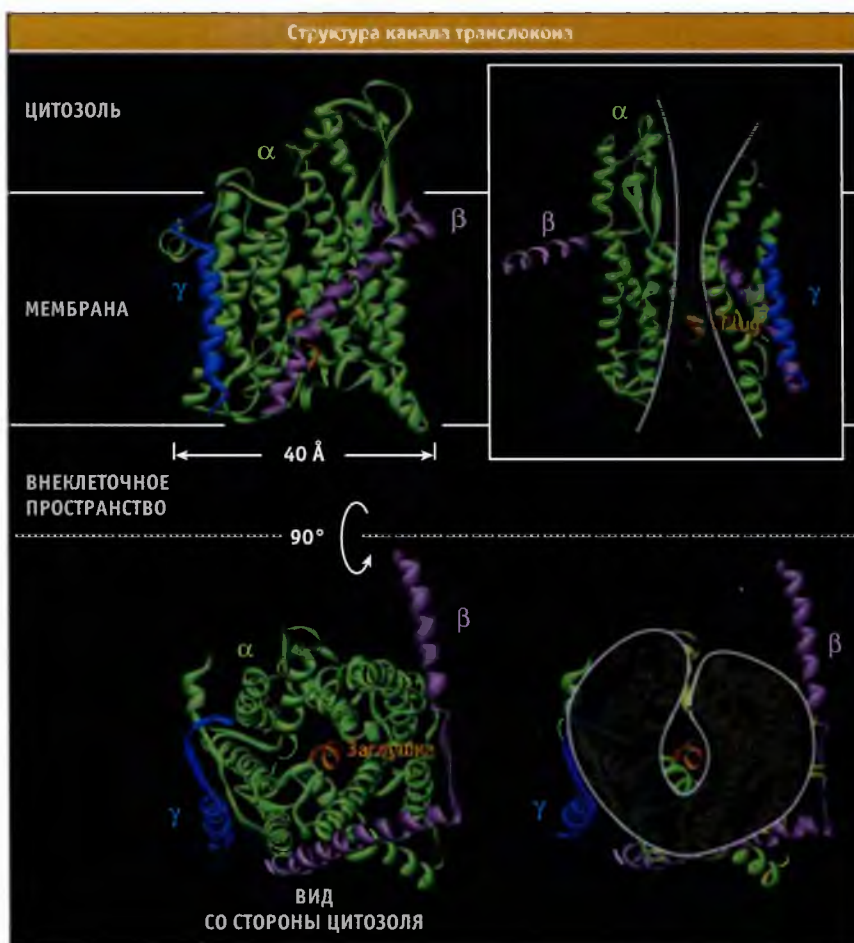 Структура канала транслокона
ЦИТОЗОЛЬ
α
β
γ
МЕМБРАНА
α
β
γ
Plug
40 Å
ВНЕКЛЕТОЧНОЕ
ПРОСТРАНСТВО
90°
β
α
Заглушка
γ
ВИД
СО СТОРОНЫ ЦИТОЗОЛЯ
β
γ